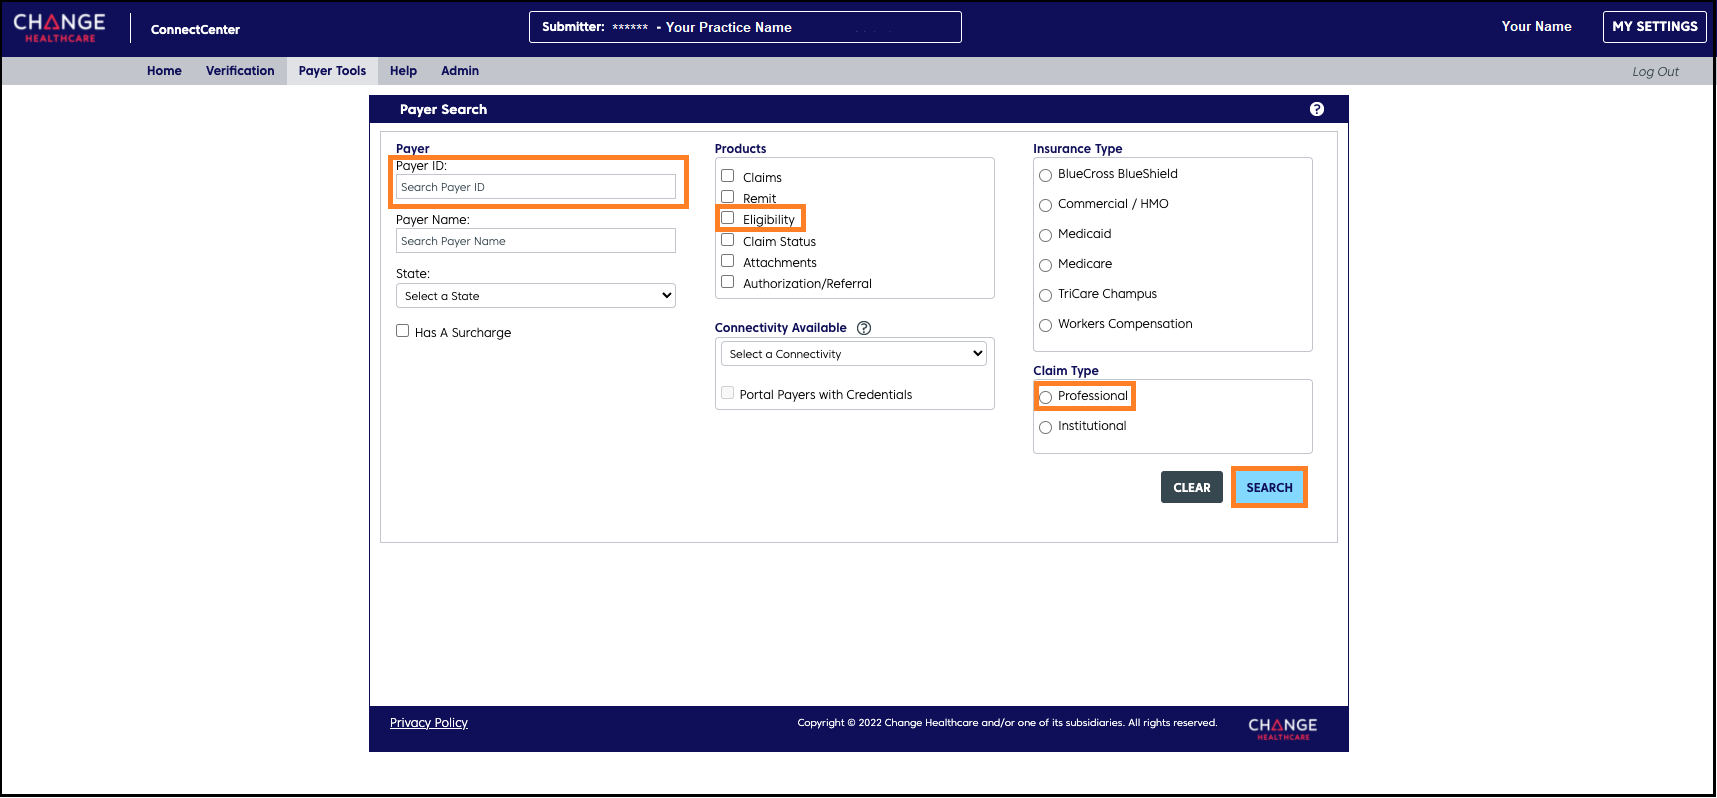 CHANGE
HEALTHCARE
ConnectCenter
Submitter: ****** - Your Practice Name
Your Name
MY SETTINGS
Home
Verification
Payer Tools
Help
Admin
Log Out
Payer Search
?
Payer
Payer ID:
Search Payer ID
Payer Name:
Search Payer Name
State:
Select a State
Has A Surcharge
Products
Claims
Remit
Eligibility
Claim Status
Attachments
Authorization/Referral
Connectivity Available ?
Select a Connectivity
Portal Payers with Credentials
Insurance Type
BlueCross BlueShield
Commercial / HMO
Medicaid
Medicare
TriCare Champus
Workers Compensation
Claim Type
Professional
Institutional
CLEAR
SEARCH
Privacy Policy
Copyright © 2022 Change Healthcare and/or one of its subsidiaries. All rights reserved.
CHANGE
HEALTHCARE